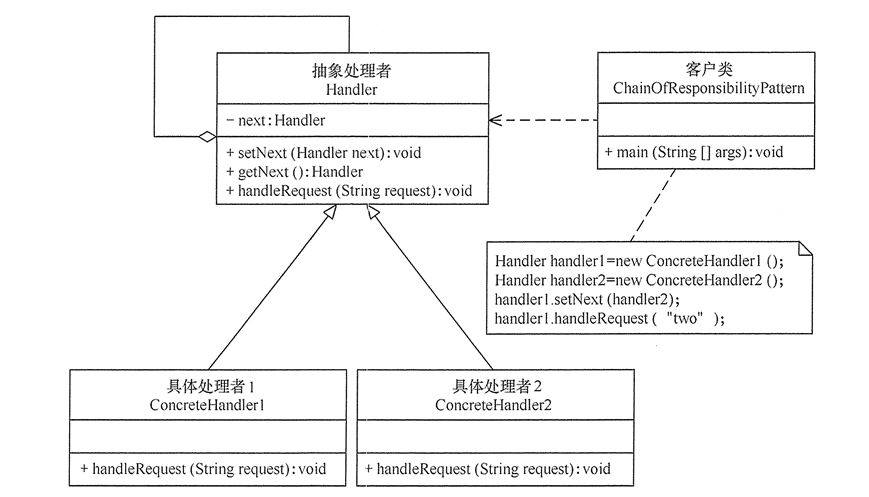 抽象处理者
Handler
- next:Handler
+ setNext (Handler next):void
+ getNext ():Handler
+ handleRequest (String request):void
客户类
ChainOfResponsibilityPattern
+ main (String [] args):void
Handler handler1=new ConcreteHandler1 ();
Handler handler2=new ConcreteHandler2 ();
handler1.setNext (handler2);
handler1.handleRequest ( "two" );
具体处理者1
ConcreteHandler1
+ handleRequest (String request):void
具体处理者2
ConcreteHandler2
+ handleRequest (String request):void